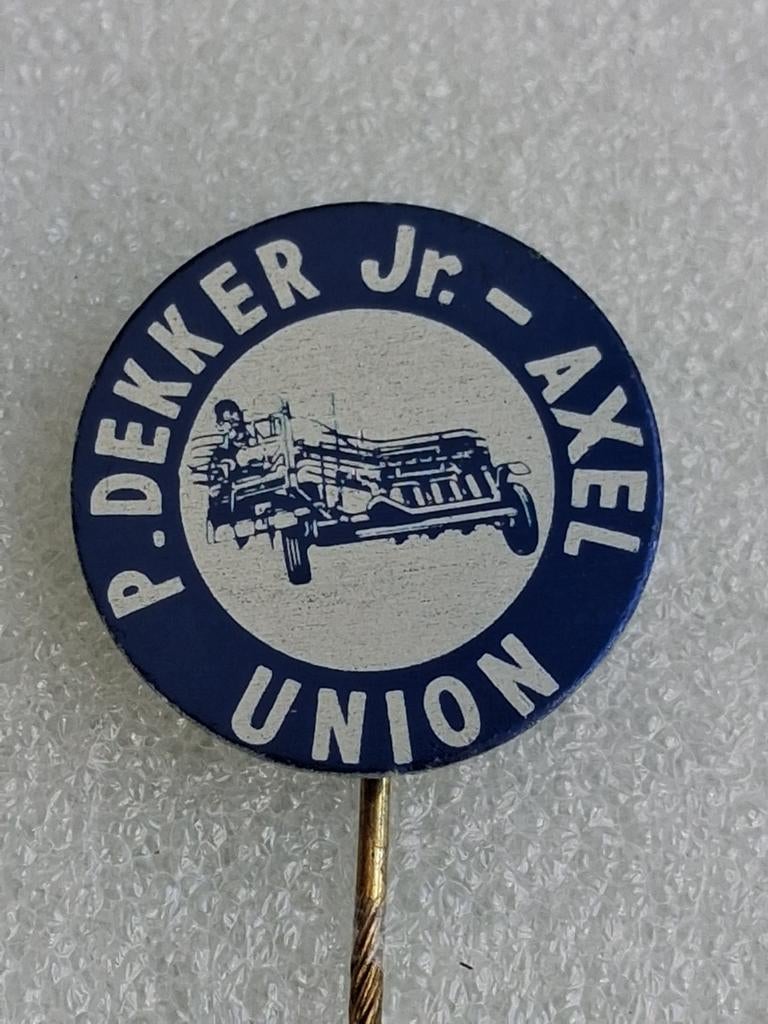 P. DEKKER Jr. - AXEL
UNION